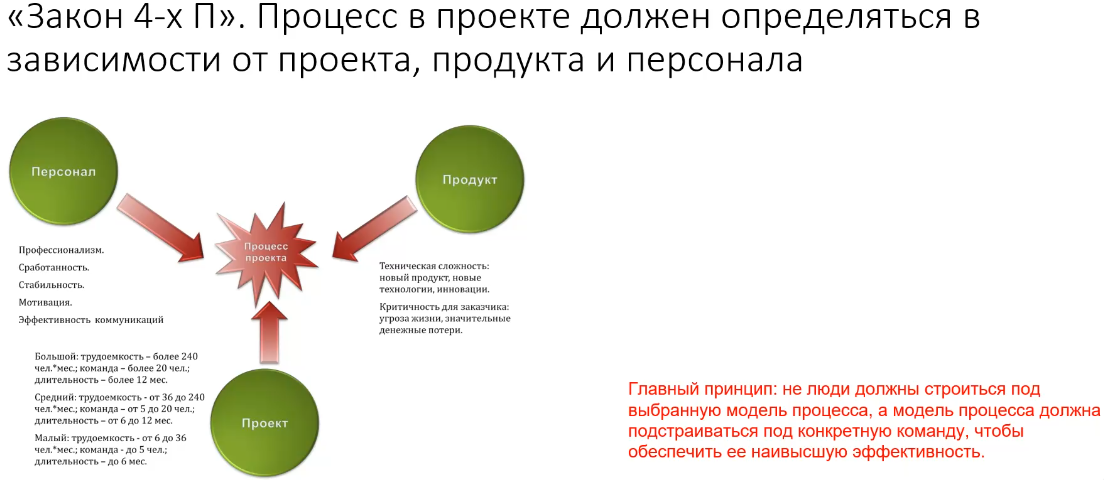 «Закон 4-х П». Процесс в проекте должен определяться в
зависимости от проекта, продукта и персонала
Персонал
Продукт
Процесс
проекта
Профессионализм.
Сработанность.
Стабильность.
Мотивация.
Эффективность коммуникаций
Техническая сложность:
новый продукт, новые
технологии, инновации.
Критичность для заказчика:
угроза жизни, значительные
денежные потери.
Большой: трудоемкость – более 240
чел.*мес.; команда – более 20 чел.;
длительность – более 12 мес.
Средний: трудоемкость - от 36 до 240
чел.*мес.; команда – от 5 до 20 чел.;
длительность – от 6 до 12 мес.
Малый: трудоемкость - от 6 до 36
чел.*мес.; команда - до 5 чел.;
длительность – до 6 мес.
Проект
Главный принцип: не люди должны строиться под
выбранную модель процесса, а модель процесса должна
подстраиваться под конкретную команду, чтобы
обеспечить ее наивысшую эффективность.